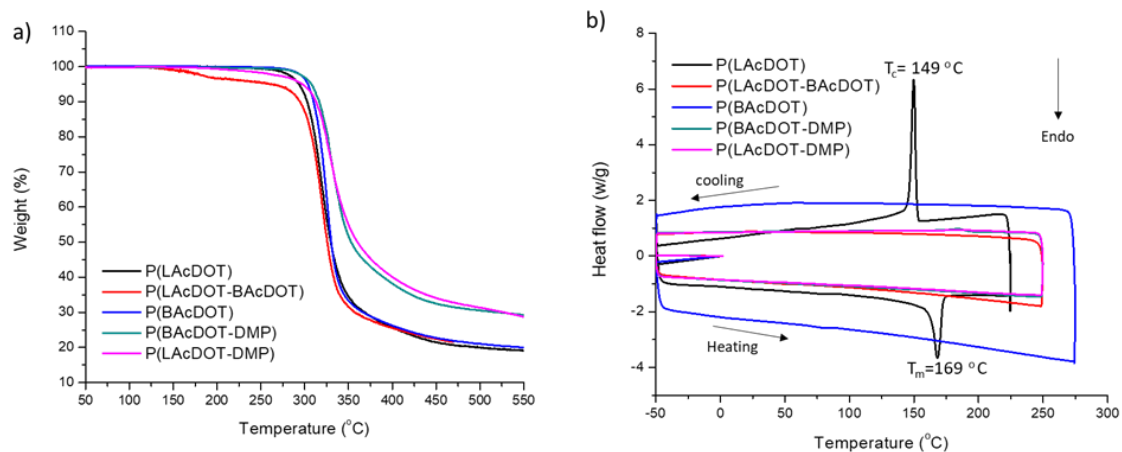 a)
110
100
90
80
70
60
50
40
30
20
10
Weight (%)
P(LAcDOT)
P(LAcDOT-BAcDOT)
P(BAcDOT)
P(BAcDOT-DMP)
P(LAcDOT-DMP)
50 100 150 200 250 300 350 400 450 500 550
Temperature (°C)
b)
8
6
4
2
0
-2
-4
Heat flow (w/g)
P(LAcDOT)
P(LAcDOT-BAcDOT)
P(BAcDOT)
P(BAcDOT-DMP)
P(LAcDOT-DMP)
Tc= 149 °C
Endo
cooling
Heating
Tm=169 °C
-50 0 50 100 150 200 250 300
Temperature (°C)